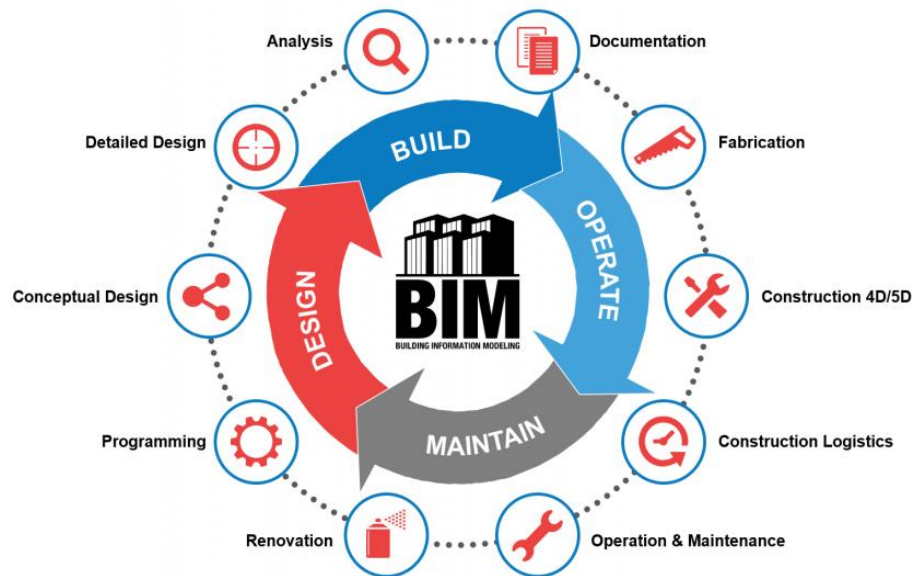 Analysis
Documentation
Detailed Design
Fabrication
Conceptual Design
Construction 4D/5D
Programming
Construction Logistics
Renovation
Operation & Maintenance
BUILD
OPERATE
MAINTAIN
DESIGN
BIM
BUILDING INFORMATION MODELING